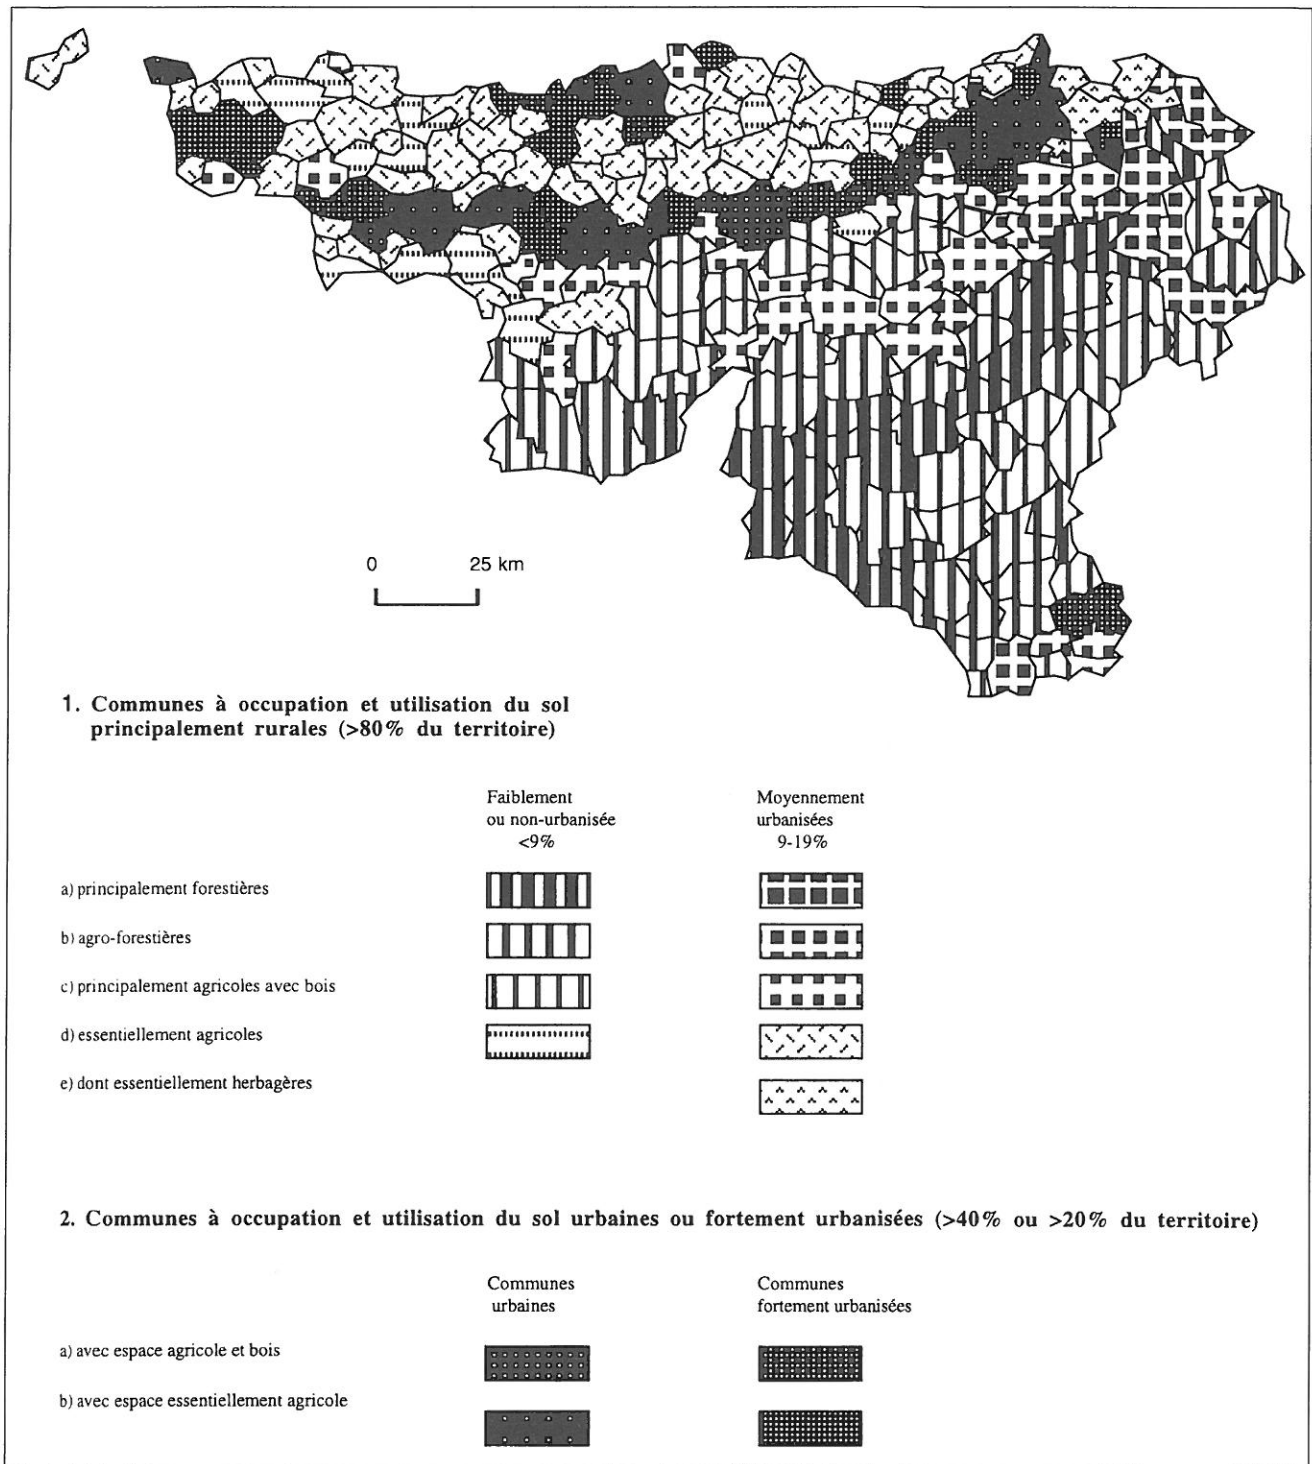 0 25 km
1. Communes à occupation et utilisation du sol
principalement rurales (>80% du territoire)
Faiblement
ou non-urbanisée
<9%
Moyennement
urbanisées
9-19%
a) principalement forestières
b) agro-forestières
c) principalement agricoles avec bois
d) essentiellement agricoles
e) dont essentiellement herbagères
2. Communes à occupation et utilisation du sol urbaines ou fortement urbanisées (>40% ou >20% du territoire)
Communes
urbaines
Communes
fortement urbanisées
a) avec espace agricole et bois
b) avec espace essentiellement agricole